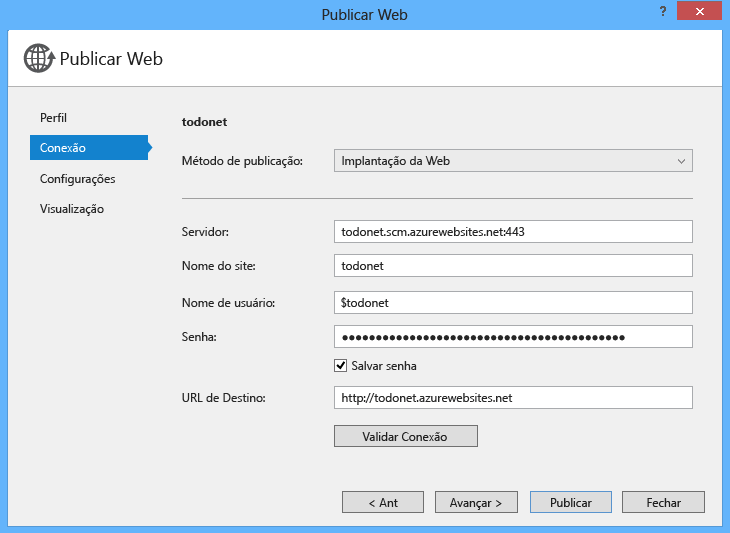 Publicar Web
?
Publicar Web
Perfil
Conexão
Configurações
Visualização
todonet
Método de publicação: Implantação da Web
Servidor: todonet.scm.azurewebsites.net:443
Nome do site: todonet
Nome de usuário: $todonet
Senha: ●●●●●●●●●●●●●●●●●●●●●●●●●●●●●●●●●●●●●●●●●●
Salvar senha
URL de Destino: http://todonet.azurewebsites.net
Validar Conexão
< Ant Avançar > Publicar Fechar